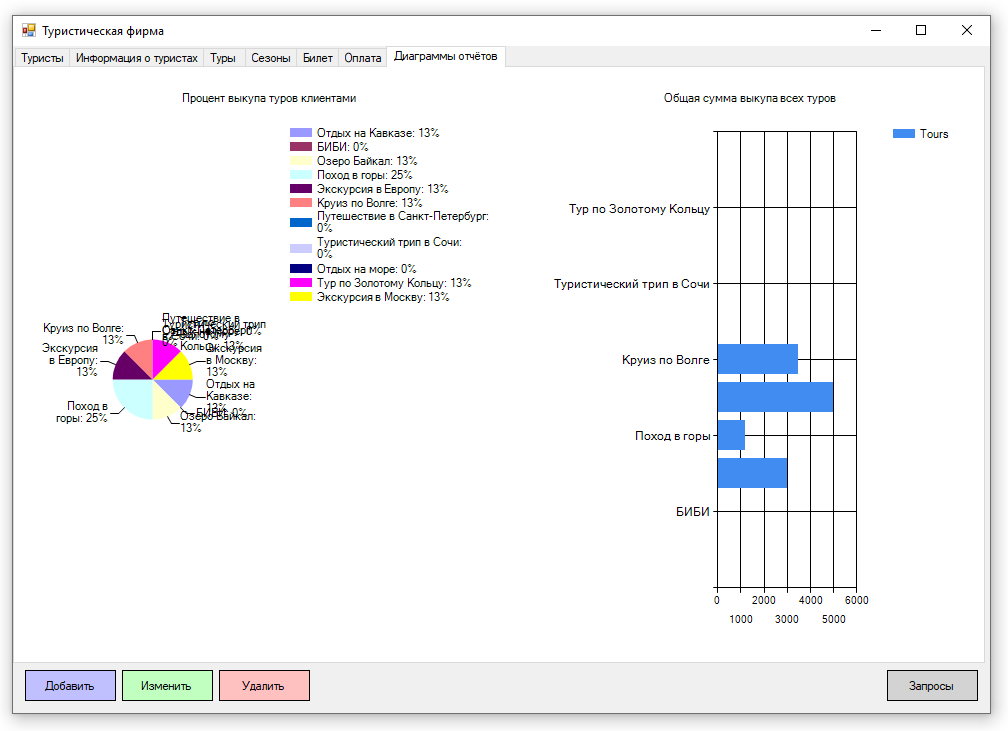 Туристическая фирма
Туристы
Информация о туристах
Туры
Сезоны
Билет
Оплата
Диаграммы отчётов
Процент выкупа туров клиентами
Отдых на Кавказе: 13%
БИБИ: 0%
Озеро Байкал: 13%
Поход в горы: 25%
Экскурсия в Европу: 13%
Круиз по Волге: 13%
Путешествие в Санкт-Петербург:
0%
Туристический трип в Сочи:
0%
Отдых на море: 0%
Тур по Золотому Кольцу: 13%
Экскурсия в Москву: 13%
Путешествие в
Круиз по Волге:
13%
Экскурсия
в Европу:
13%
Поход в
горы: 25%
Экскурсия
в Москву:
13%
Отдых на
Кавказе:
13%
БИБИ: 0%
Озеро Байкал:
13%
Общая сумма выкупа всех туров
Tours
Тур по Золотому Кольцу
Туристический трип в Сочи
Круиз по Волге
Поход в горы
БИБИ
0
2000
4000
6000
1000
3000
5000
Добавить
Изменить
Удалить
Запросы